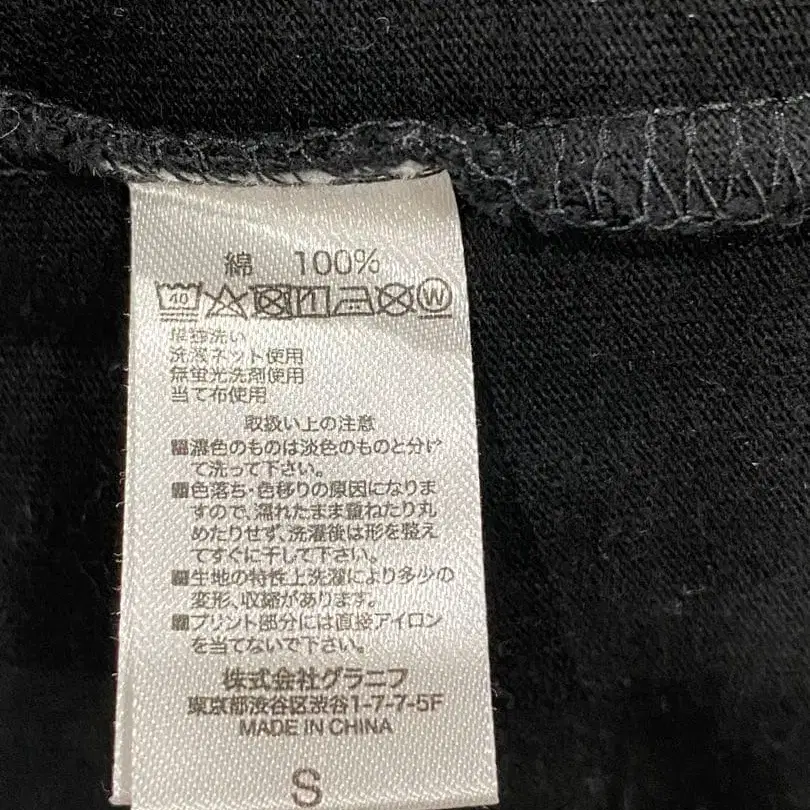 綿 100%
40 W
裏返洗い
洗濯ネット使用
無蛍光洗剤使用
当て布使用
取扱い上の注意
濃色のものは淡色のものと分け
て洗って下さい。
色落ち・色移りの原因になりま
すので、濡れたまま重ねたり丸
めたりせず、洗濯後は形を整え
てすぐに干して下さい。
生地の特性上洗濯により多少の
変形、収縮があります。
プリント部分には直接アイロン
を当てないで下さい。
株式会社グラニフ
東京都渋谷区渋谷1-7-7-5F
MADE IN CHINA
S